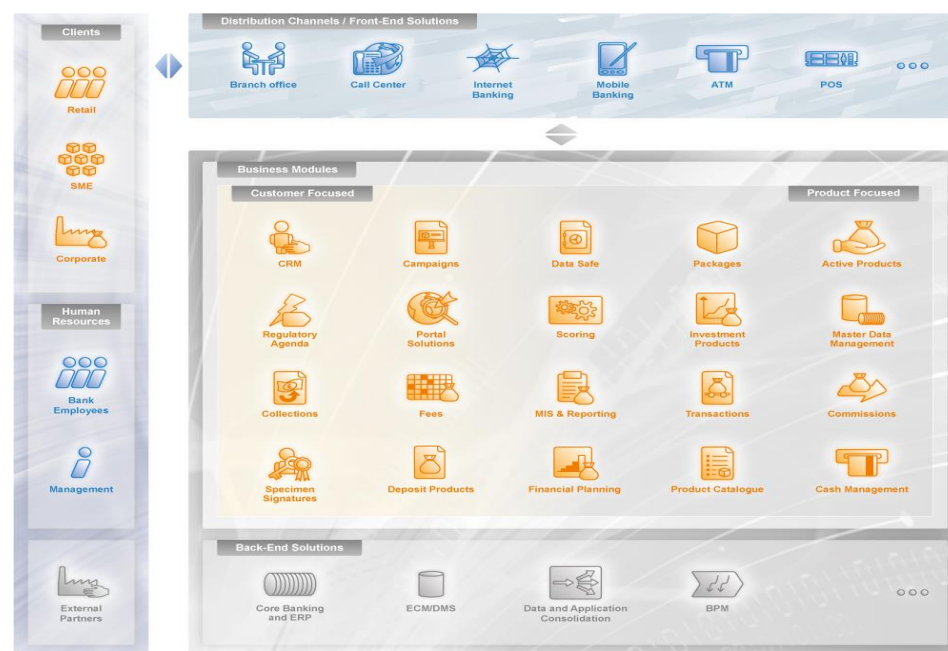 Clients
Retail
SME
Corporate
Human
Resources
Bank
Employees
Management
External
Partners
Distribution Channels / Front-End Solutions
Branch office
Call Center
Internet
Banking
Mobile
Banking
ATM
POS
Business Modules
Customer Focused
Product Focused
CRM
Campaigns
Data Safe
Packages
Active Products
Regulatory
Agenda
Portal
Solutions
Scoring
Investment
Products
Master Data
Management
Collections
Fees
MIS & Reporting
Transactions
Commissions
Specimen
Signatures
Deposit Products
Financial Planning
Product Catalogue
Cash Management
Back-End Solutions
Core Banking
and ERP
ECM/DMS
Data and Application
Consolidation
BPM